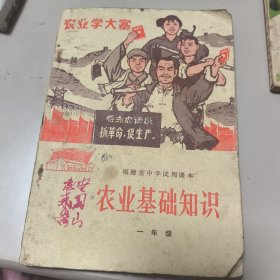 农业学大寨
毛主席语录
抓革命,促生产。
福建省中学试用课本
农业基础知识
一年级